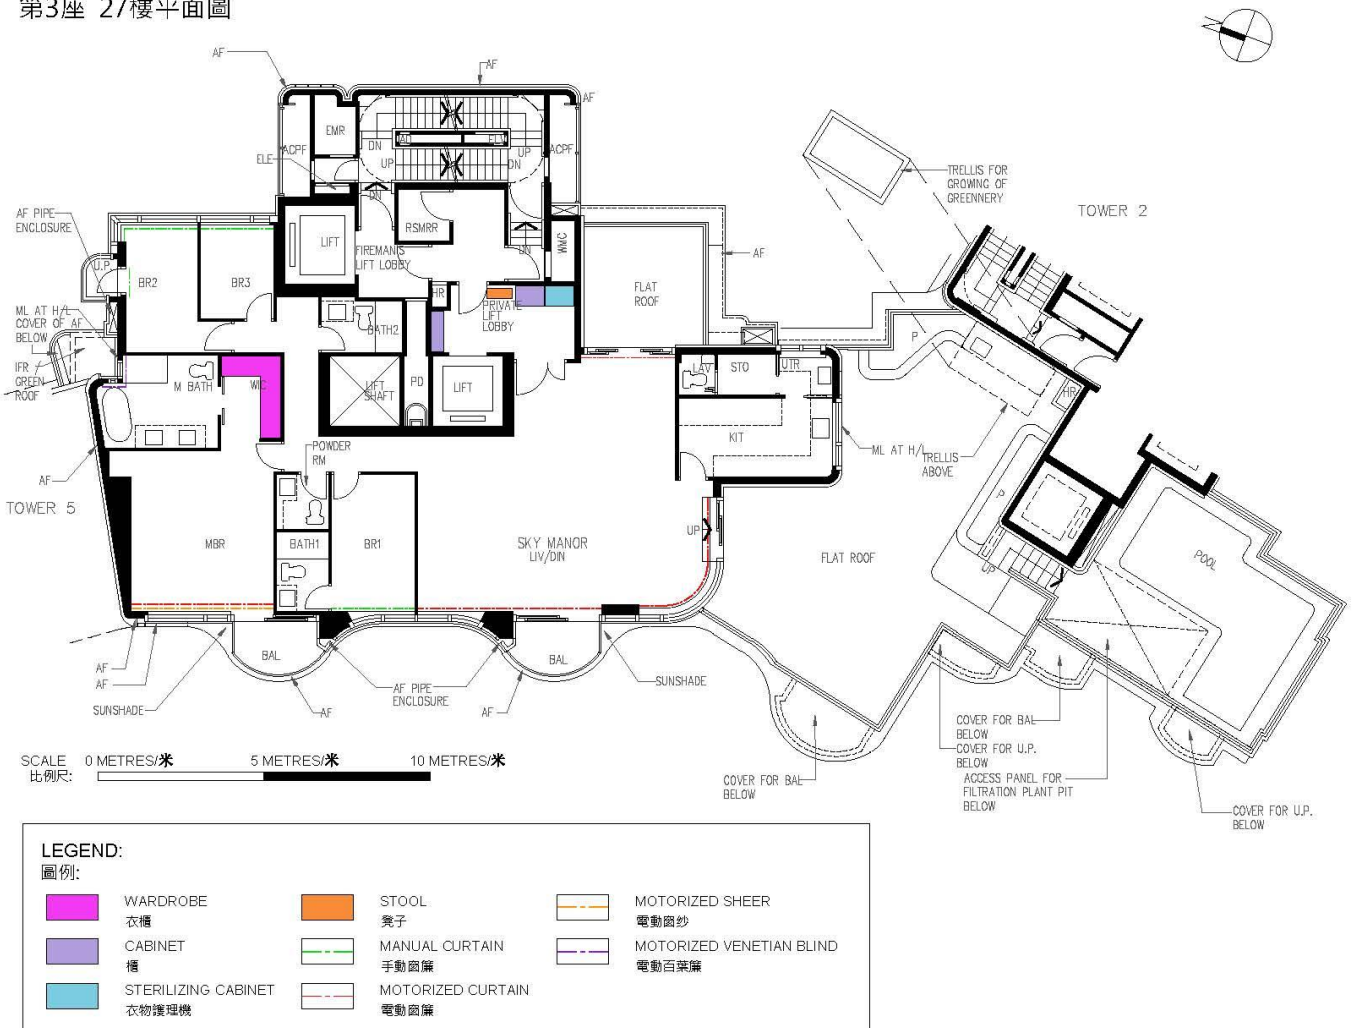 第3座 27樓平面圖
AF
AF
AF
EMR
ACPF
ELE
AD
ELV
DN
UP
UP
DN
ACPF
DN
TRELLIS FOR
GROWING OF
GREENNERY
TOWER 2
AF PIPE
ENCLOSURE
U.P.
BR2
BR3
LIFT
FIREMAN'S
LIFT LOBBY
RSMRR
DN
WMC
AF
FLAT
ROOF
HR
PRIVATE
LIFT
LOBBY
ML AT H/L
COVER OF AF
BELOW
IFR /
GREEN
ROOF
BATH2
M BATH
WIC
LIFT
SHAFT
PD
LIFT
LAV
STO
UTR
KIT
P
HR
ML AT H/L
TRELLIS
ABOVE
POWDER
RM
AF
TOWER 5
MBR
BATH1
BR1
SKY MANOR
LIV/DIN
UP
FLAT ROOF
P
UP
POOL
BAL
BAL
AF
AF
SUNSHADE
AF
AF PIPE
ENCLOSURE
AF
SUNSHADE
COVER FOR BAL
BELOW
COVER FOR BAL
BELOW
COVER FOR U.P.
BELOW
ACCESS PANEL FOR
FILTRATION PLANT PIT
BELOW
COVER FOR U.P.
BELOW
SCALE 0 METRES/米 5 METRES/米 10 METRES/米
比例尺:
LEGEND:
圖例:
WARDROBE
衣櫃
STOOL
凳子
MOTORIZED SHEER
電動窗紗
CABINET
櫃
MANUAL CURTAIN
手動窗簾
MOTORIZED VENETIAN BLIND
電動百葉簾
STERILIZING CABINET
衣物護理機
MOTORIZED CURTAIN
電動窗簾